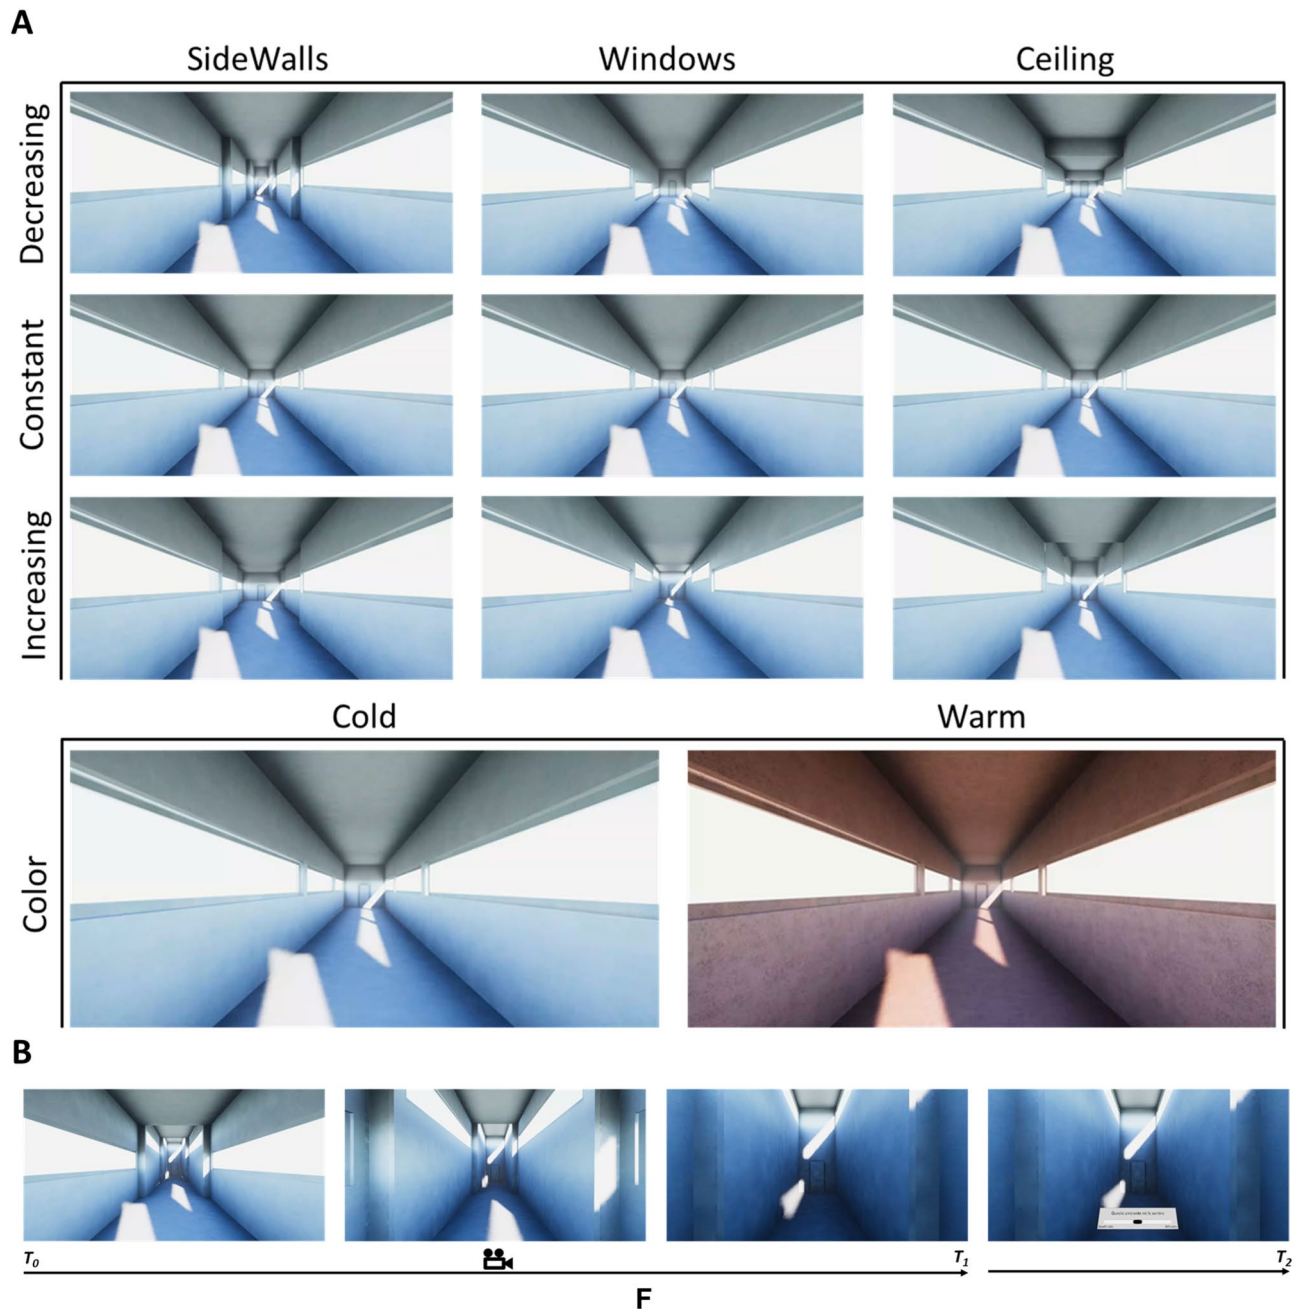 A
SideWalls Windows Ceiling
Decreasing
Constant
Increasing
Cold Warm
Color
B
T0 T1 T2
F